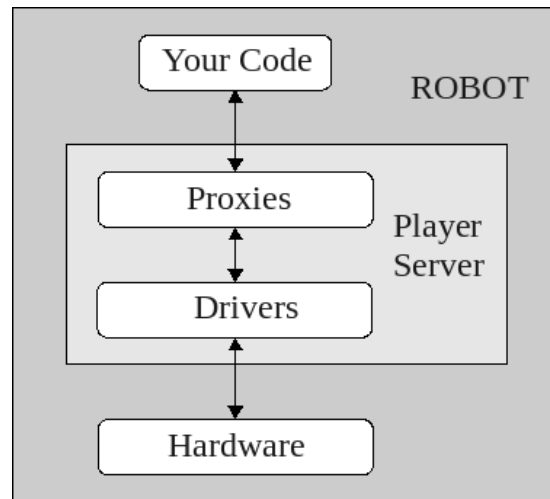 Your Code
ROBOT
Proxies
Player
Server
Drivers
Hardware